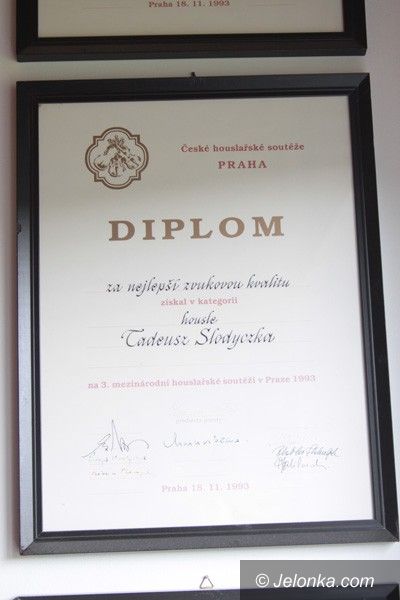 Praha 18. 11. 1993
České houslařské soutěže
PRAHA
DIPLOM
za nejlepší zvukovou kvalitu
získal v kategorii
housle
Tadeusz Słodyczka
na 3. mezinárodní houslařské soutěži v Praze 1993
Praha 18. 11. 1993
© Jelonka.com